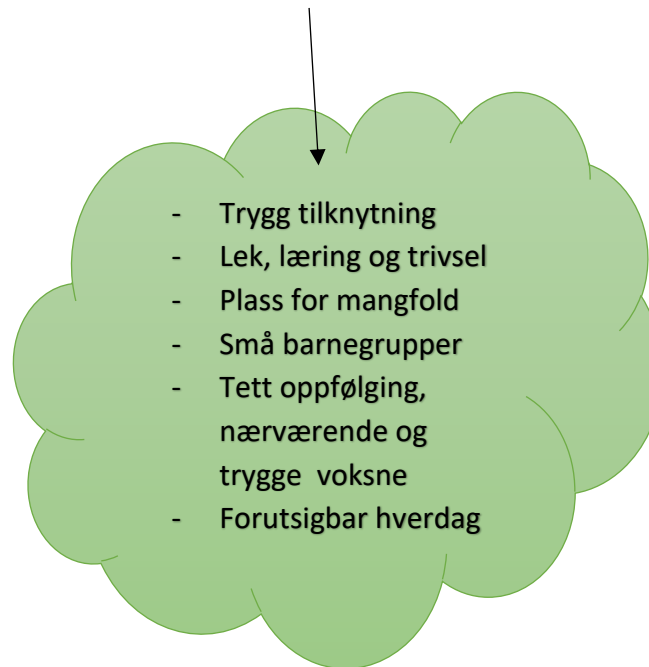 - Trygg tilknytning
- Lek, læring og trivsel
- Plass for mangfold
- Små barnegrupper
- Tett oppfølging,
nærværende og
trygge voksne
- Forutsigbar hverdag